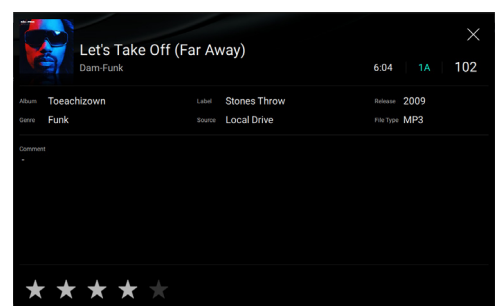 Let's Take Off (Far Away)
Dam-Funk
6:04 1A 102
Album Toeachizown Label Stones Throw Release 2009
Genre Funk Source Local Drive File Type MP3
Comment
-